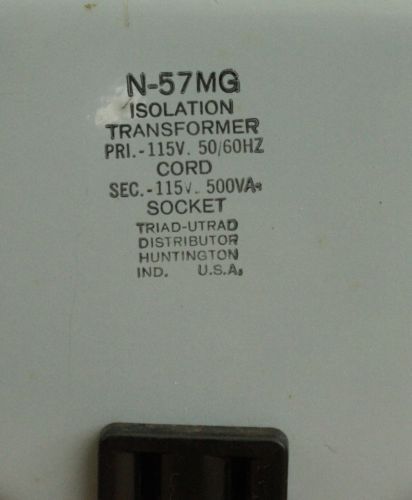 N-57MG
ISOLATION
TRANSFORMER
PRI.-115V. 50/60HZ
CORD
SEC.-115V. 500VA.
SOCKET
TRIAD-UTRAD
DISTRIBUTOR
HUNTINGTON
IND. U.S.A.